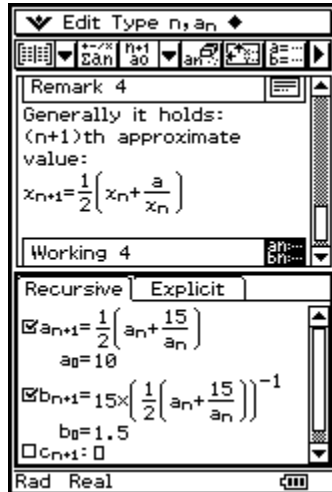 Edit Type n,aₙ ◆
Remark 4
Generally it holds:
(n+1)th approximate
value:
xₙ₊₁=1/2(xₙ+a/xₙ)
Working 4
Recursive Explicit
☑aₙ₊₁=1/2(aₙ+15/aₙ)
a₀=10
☑bₙ₊₁=15×(1/2(aₙ+15/aₙ))⁻¹
b₀=1.5
☐cₙ₊₁:☐
Rad Real